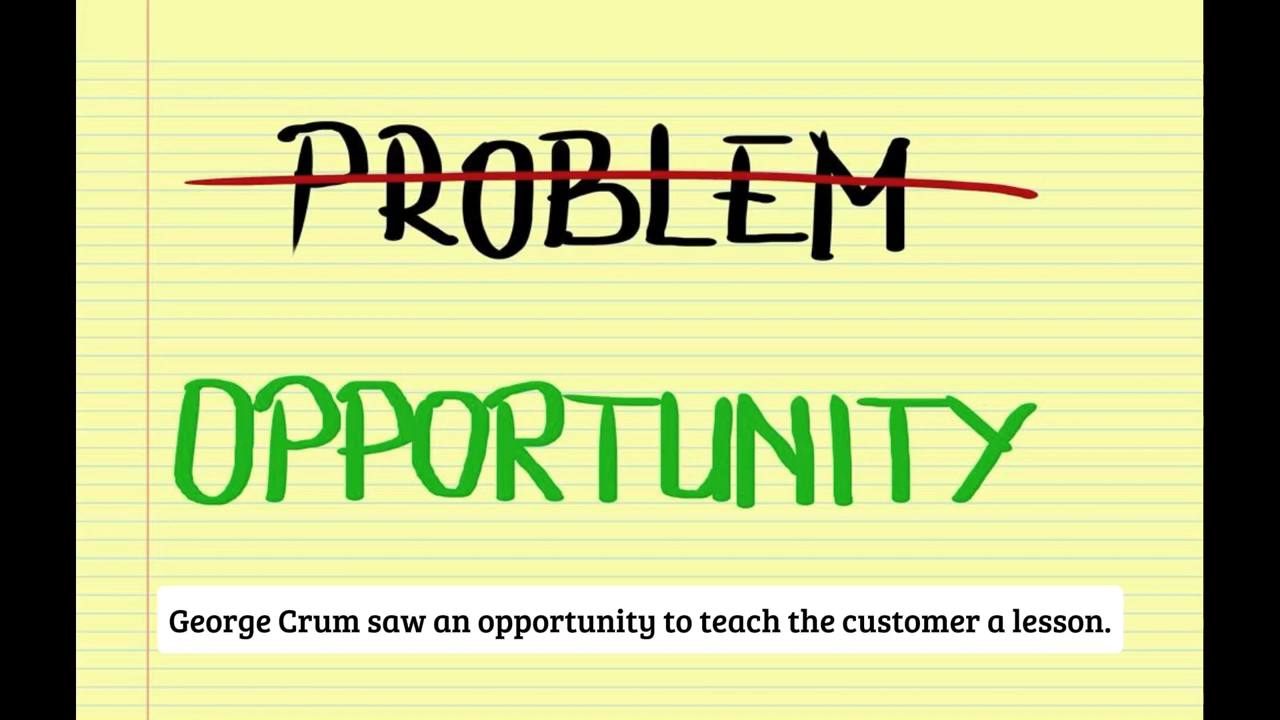 PROBLEM
OPPORTUNITY
George Crum saw an opportunity to teach the customer a lesson.